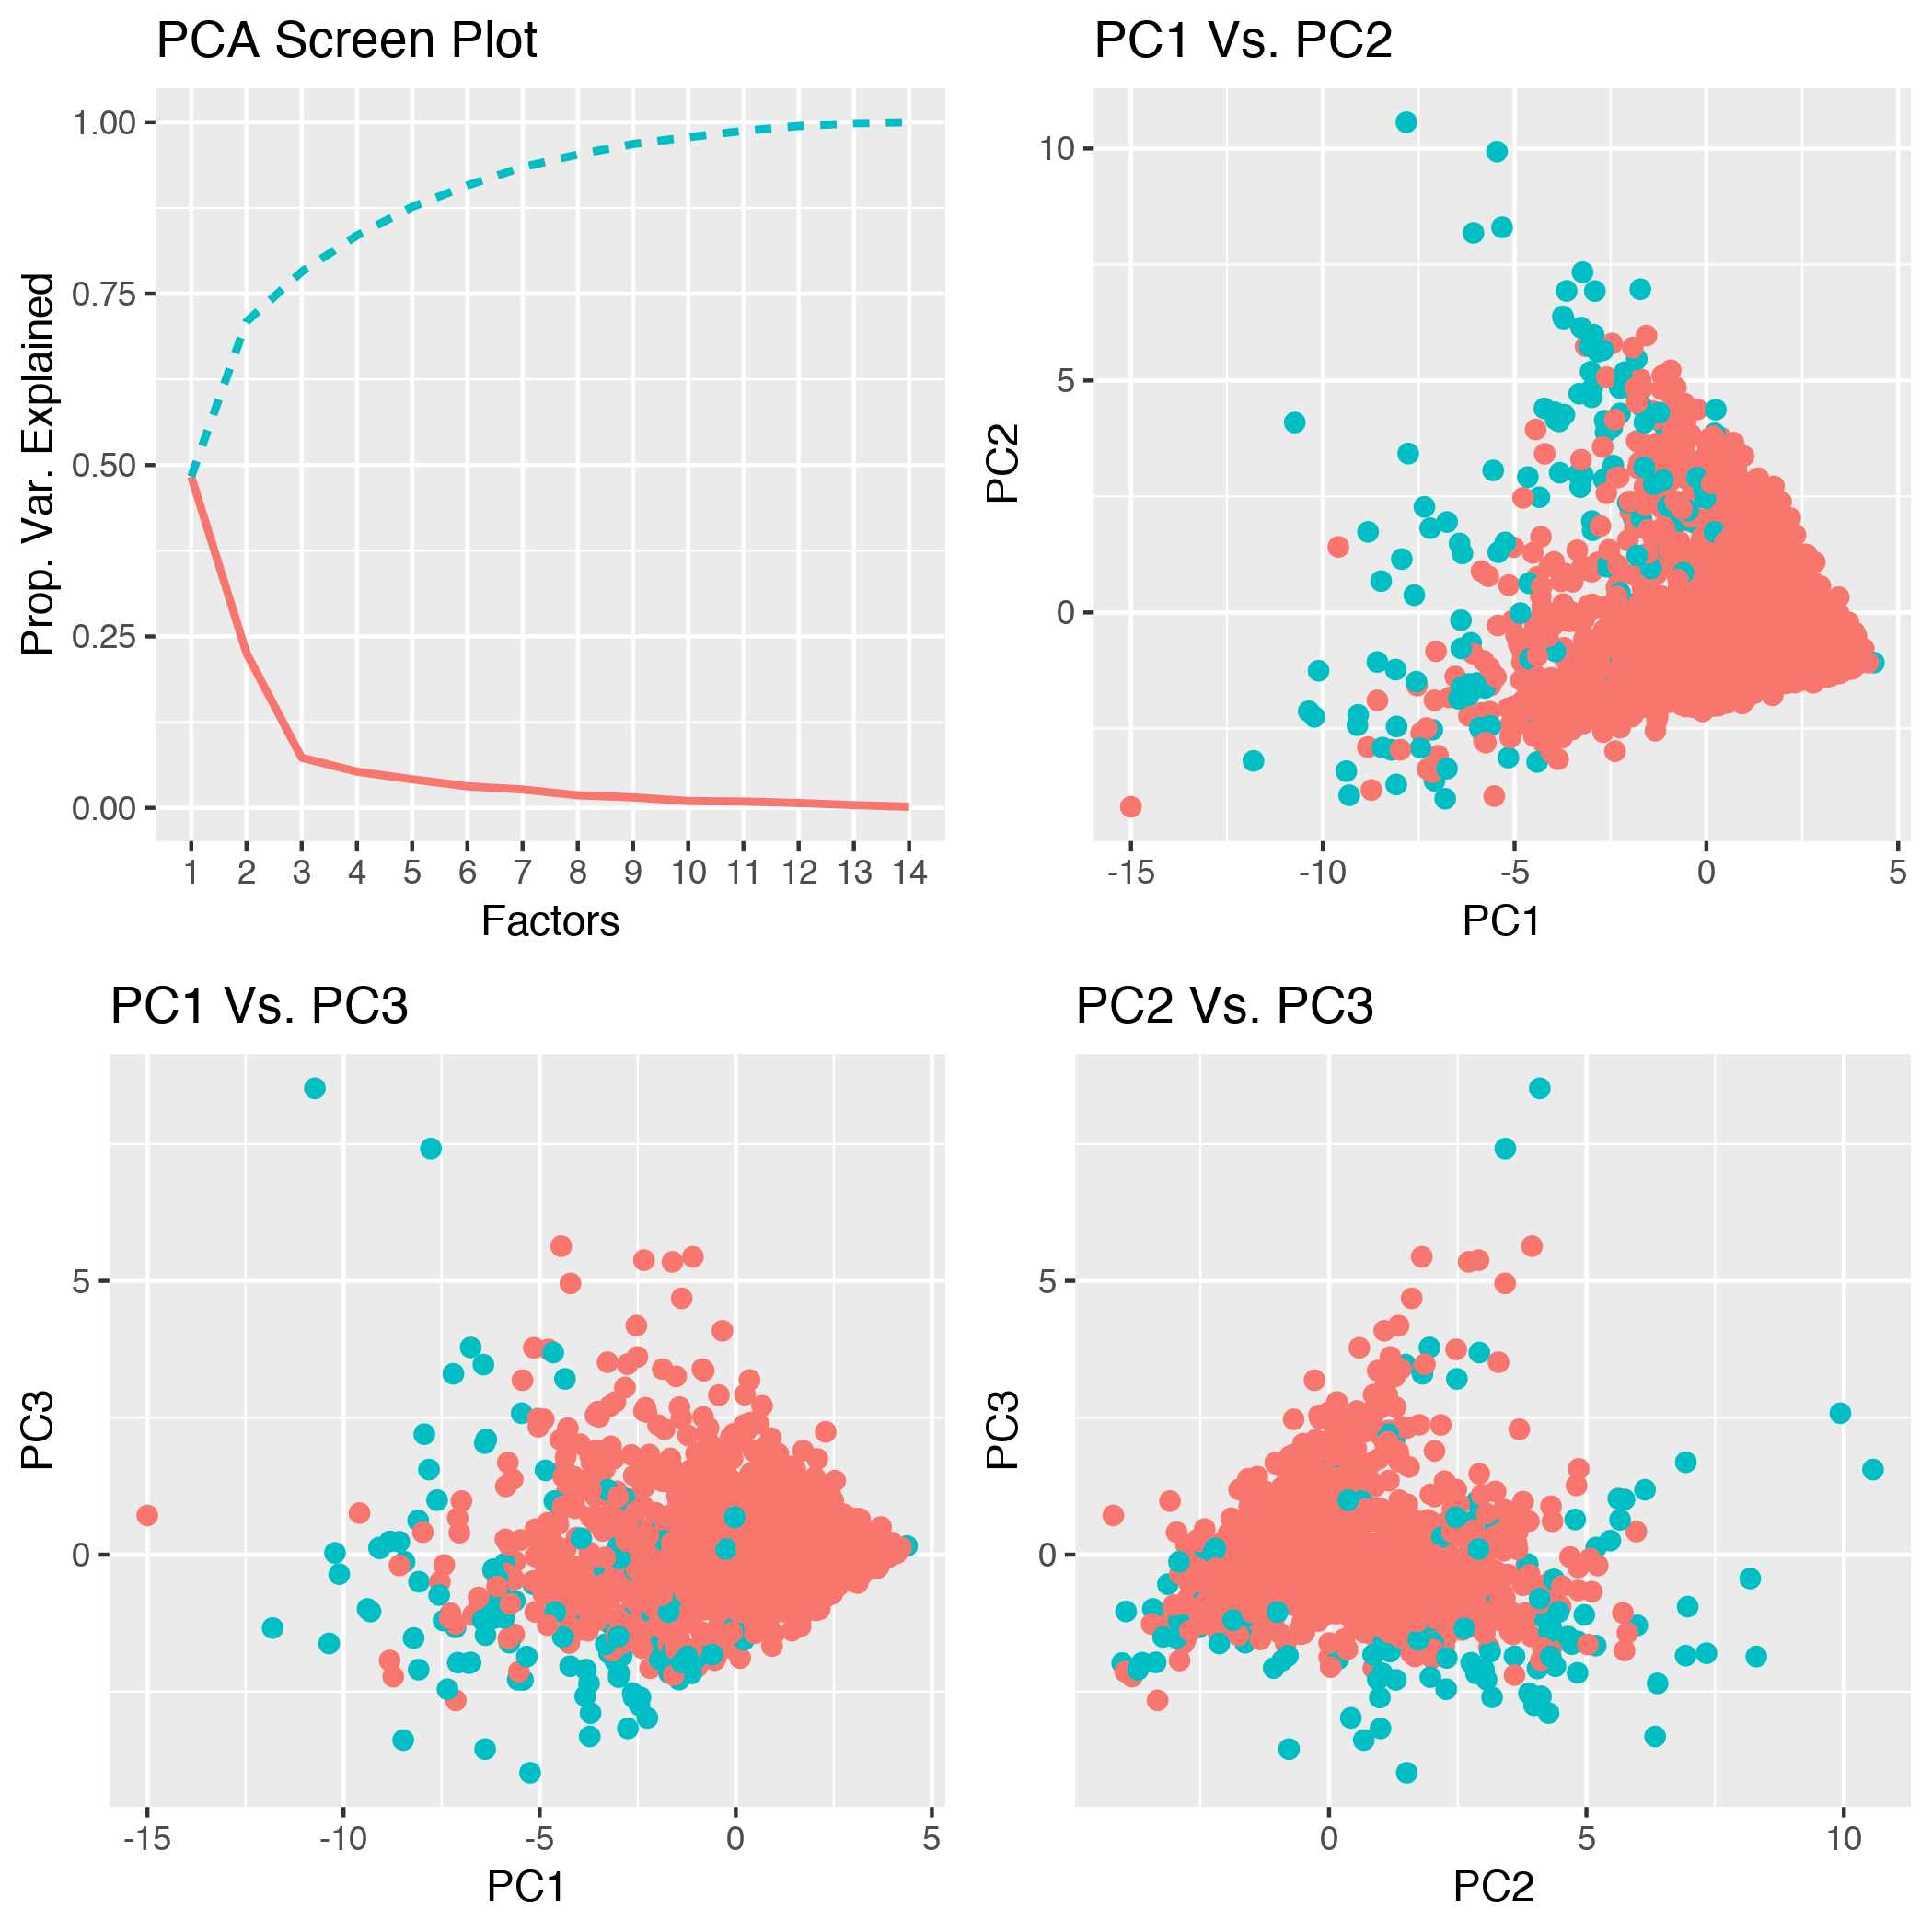 PCA Screen Plot
Prop. Var. Explained
1.00
0.75
0.50
0.25
0.00
1 2 3 4 5 6 7 8 9 10 11 12 13 14
Factors
PC1 Vs. PC2
PC2
10
5
0
-15 -10 -5 0 5
PC1
PC1 Vs. PC3
PC3
5
0
-15 -10 -5 0 5
PC1
PC2 Vs. PC3
PC3
5
0
0 5 10
PC2